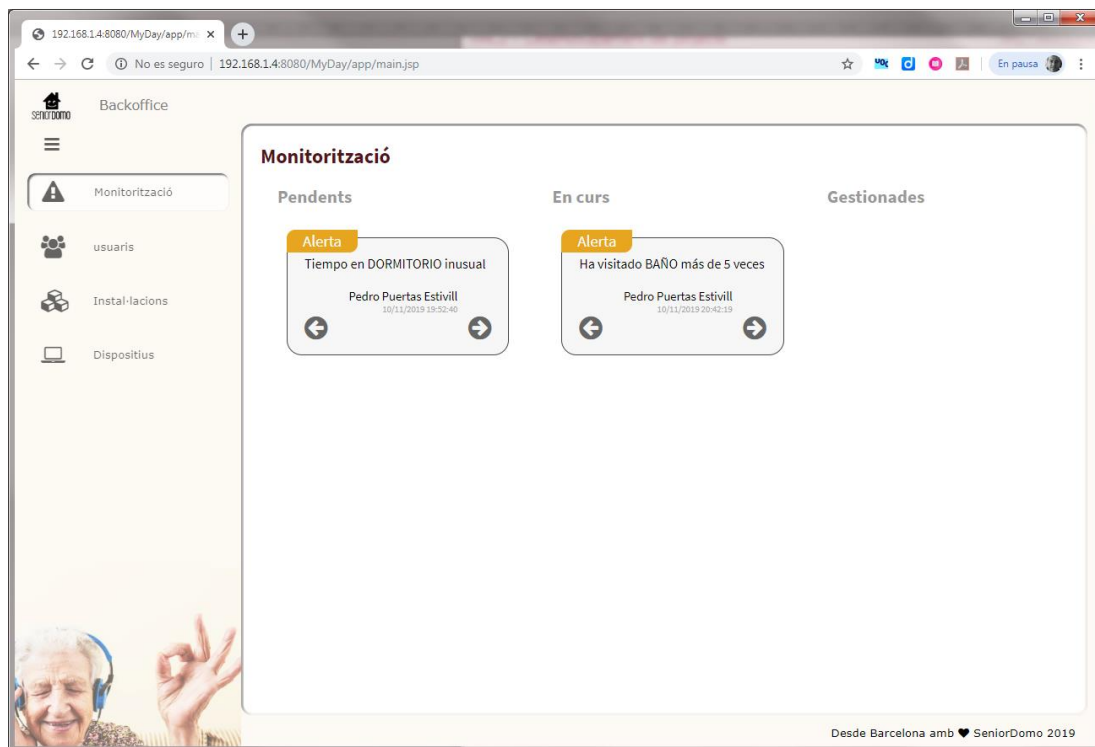 192.168.1.4:8080/MyDay/app/ma
No es seguro | 192.168.1.4:8080/MyDay/app/main.jsp
En pausa
SENIORDOMO
Backoffice
Monitorització
usuaris
Instal·lacions
Dispositius
Monitorització
Pendents
En curs
Gestionades
Alerta
Tiempo en DORMITORIO inusual
Pedro Puertas Estivill
10/11/2019 19:52:40
Alerta
Ha visitado BAÑO más de 5 veces
Pedro Puertas Estivill
10/11/2019 20:42:19
Desde Barcelona amb ♥ SeniorDomo 2019